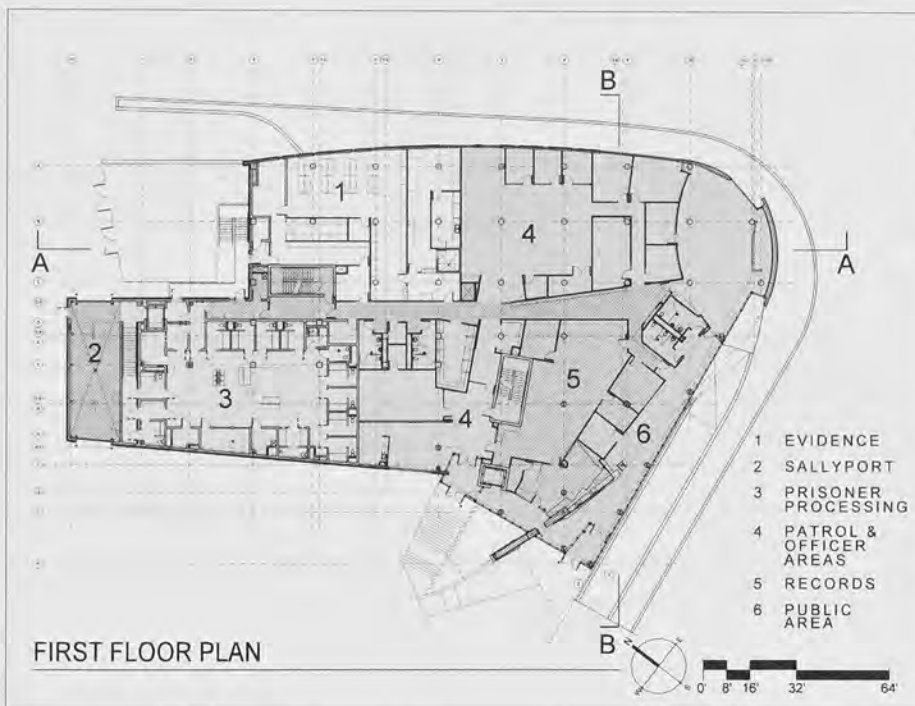 B
1
4
A
A
2
3
5
4
6
1 EVIDENCE
2 SALLYPORT
3 PRISONER
PROCESSING
4 PATROL &
OFFICER
AREAS
5 RECORDS
6 PUBLIC
AREA
B
FIRST FLOOR PLAN
N
0' 8' 16' 32' 64'